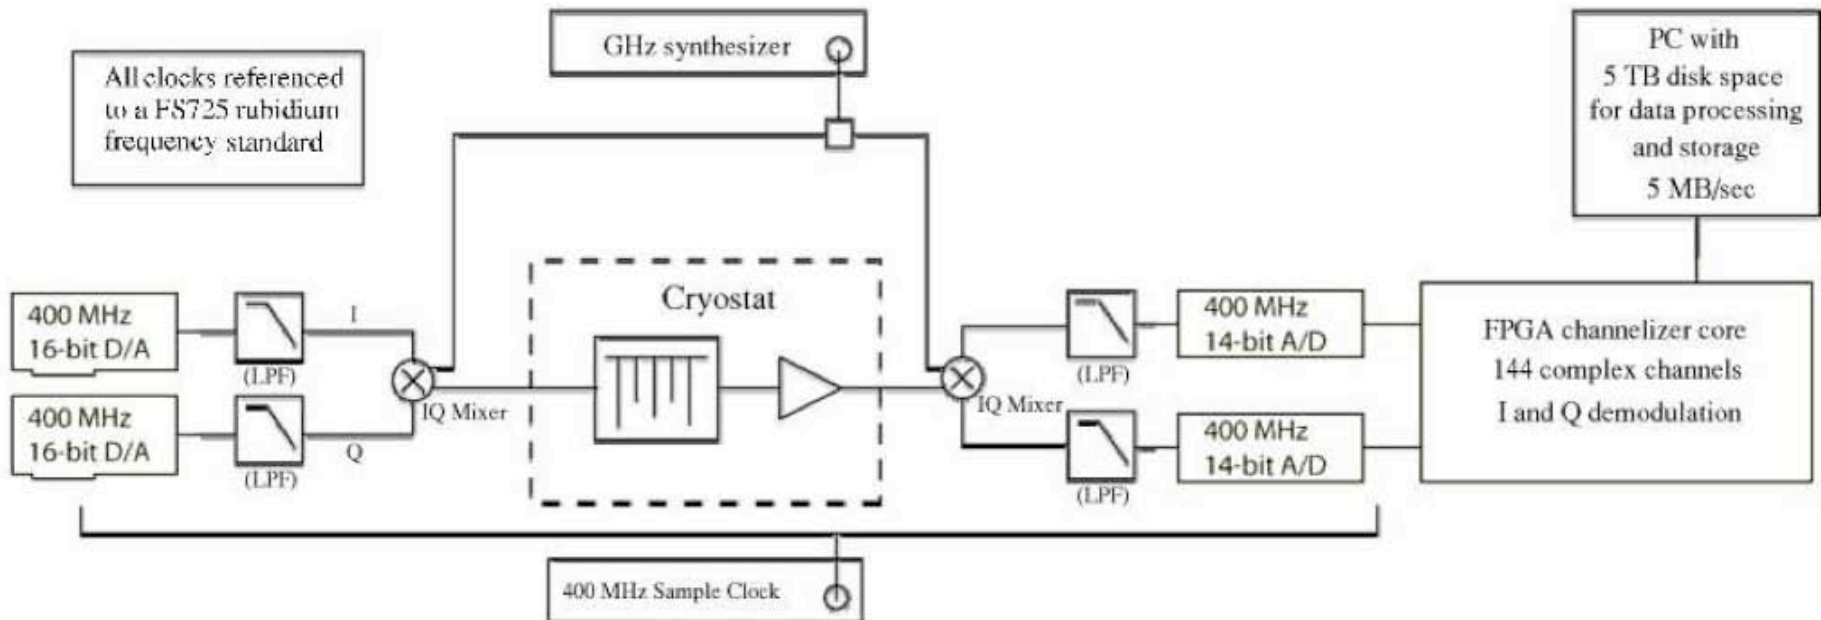 All clocks referenced
to a FS725 rubidium
frequency standard
GHz synthesizer
PC with
5 TB disk space
for data processing
and storage
5 MB/sec
400 MHz
16-bit D/A
(LPF)
I
400 MHz
16-bit D/A
(LPF)
Q
IQ Mixer
Cryostat
IQ Mixer
(LPF)
400 MHz
14-bit A/D
(LPF)
400 MHz
14-bit A/D
FPGA channelizer core
144 complex channels
I and Q demodulation
400 MHz Sample Clock